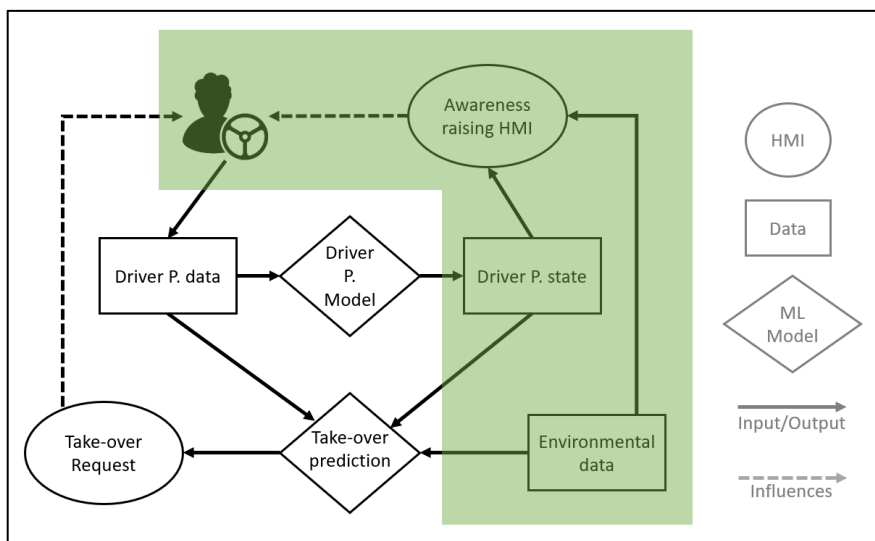 Awareness
raising HMI
HMI
Driver P. data
Driver
P.
Model
Driver P. state
Data
ML
Model
Take-over
Request
Take-over
prediction
Environmental
data
Input/Output
Influences